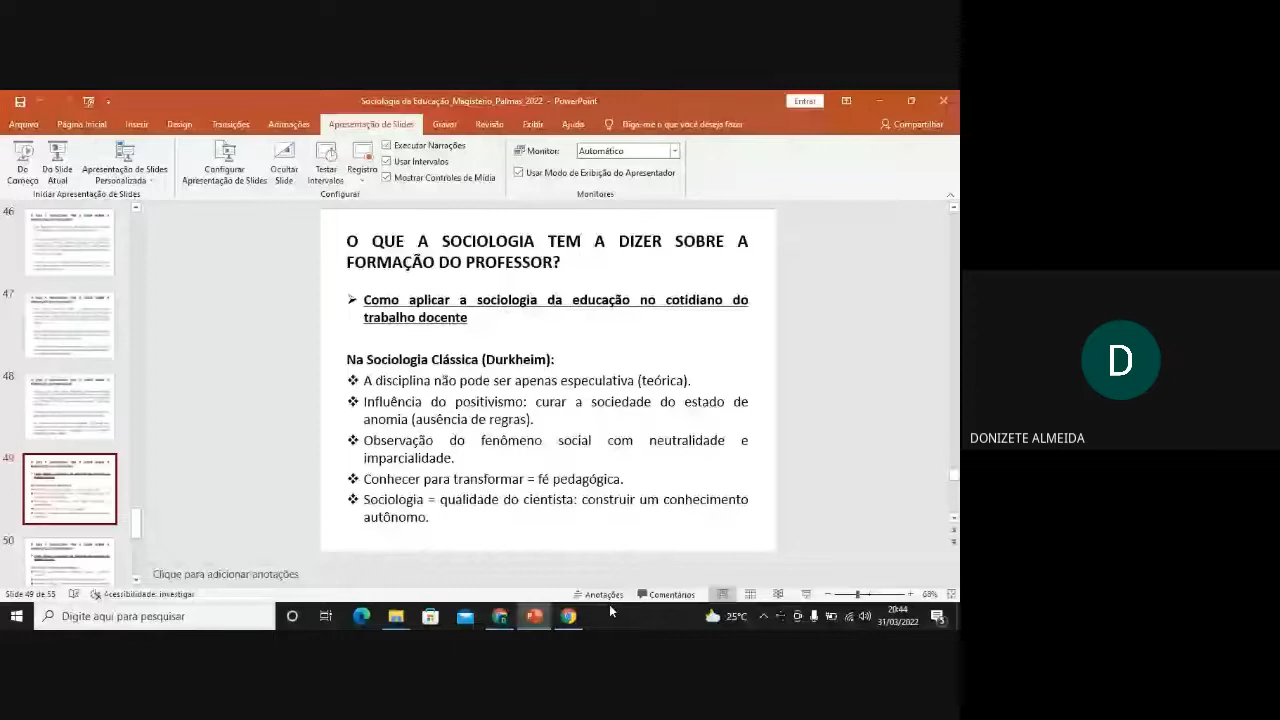 Sociologia da Educação_Magisterio_Palmas_2022 - PowerPoint
Entrar
Arquivo Página Inicial Inserir Design Transições Animações Apresentação de Slides Gravar Revisão Exibir Ajuda Diga-me o que você deseja fazer Compartilhar
Do Começo
Do Slide Atual
Apresentação de Slides Personalizada
Iniciar Apresentação de Slides
Configurar Apresentação de Slides
Ocultar Slide
Testar Intervalos
Registro
Executar Narrações
Usar Intervalos
Mostrar Controles de Mídia
Configurar
Monitor: Automático
Usar Modo de Exibição do Apresentador
Monitores
46
47
48
49
50
O QUE A SOCIOLOGIA TEM A DIZER SOBRE A
FORMAÇÃO DO PROFESSOR?
Como aplicar a sociologia da educação no cotidiano do
trabalho docente
Na Sociologia Clássica (Durkheim):
A disciplina não pode ser apenas especulativa (teórica).
Influência do positivismo: curar a sociedade do estado de
anomia (ausência de regras).
Observação do fenômeno social com neutralidade e
imparcialidade.
Conhecer para transformar = fé pedagógica.
Sociologia = qualidade do cientista: construir um conhecimento
autônomo.
Clique para adicionar anotações
Slide 49 de 55 Acessibilidade: investigar Anotações Comentários 68%
Digite aqui para pesquisar
25°C
20:44
31/03/2022
D
DONIZETE ALMEIDA